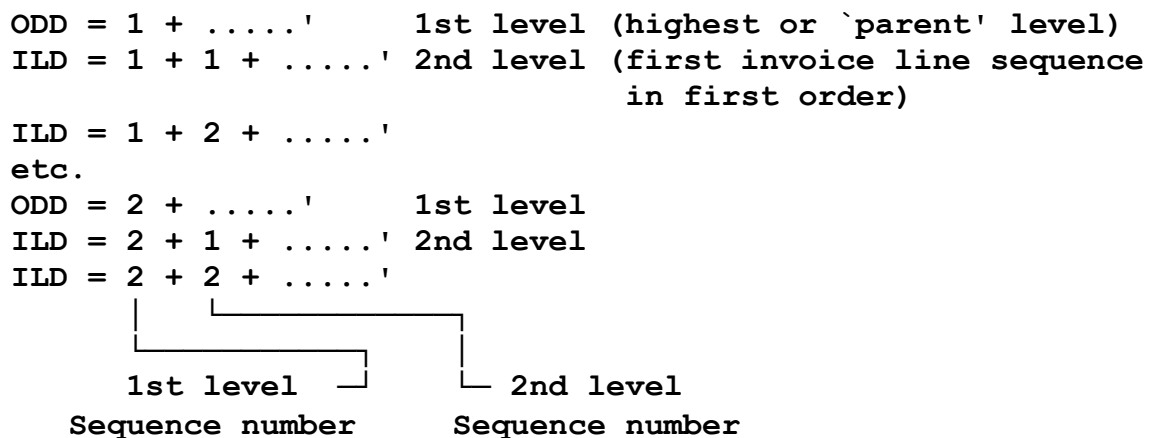 ODD = 1 + .....' 1st level (highest or `parent' level)
ILD = 1 + 1 + .....' 2nd level (first invoice line sequence
in first order)
ILD = 1 + 2 + .....'
etc.
ODD = 2 + .....' 1st level
ILD = 2 + 1 + .....' 2nd level
ILD = 2 + 2 + .....'
1st level 2nd level
Sequence number Sequence number